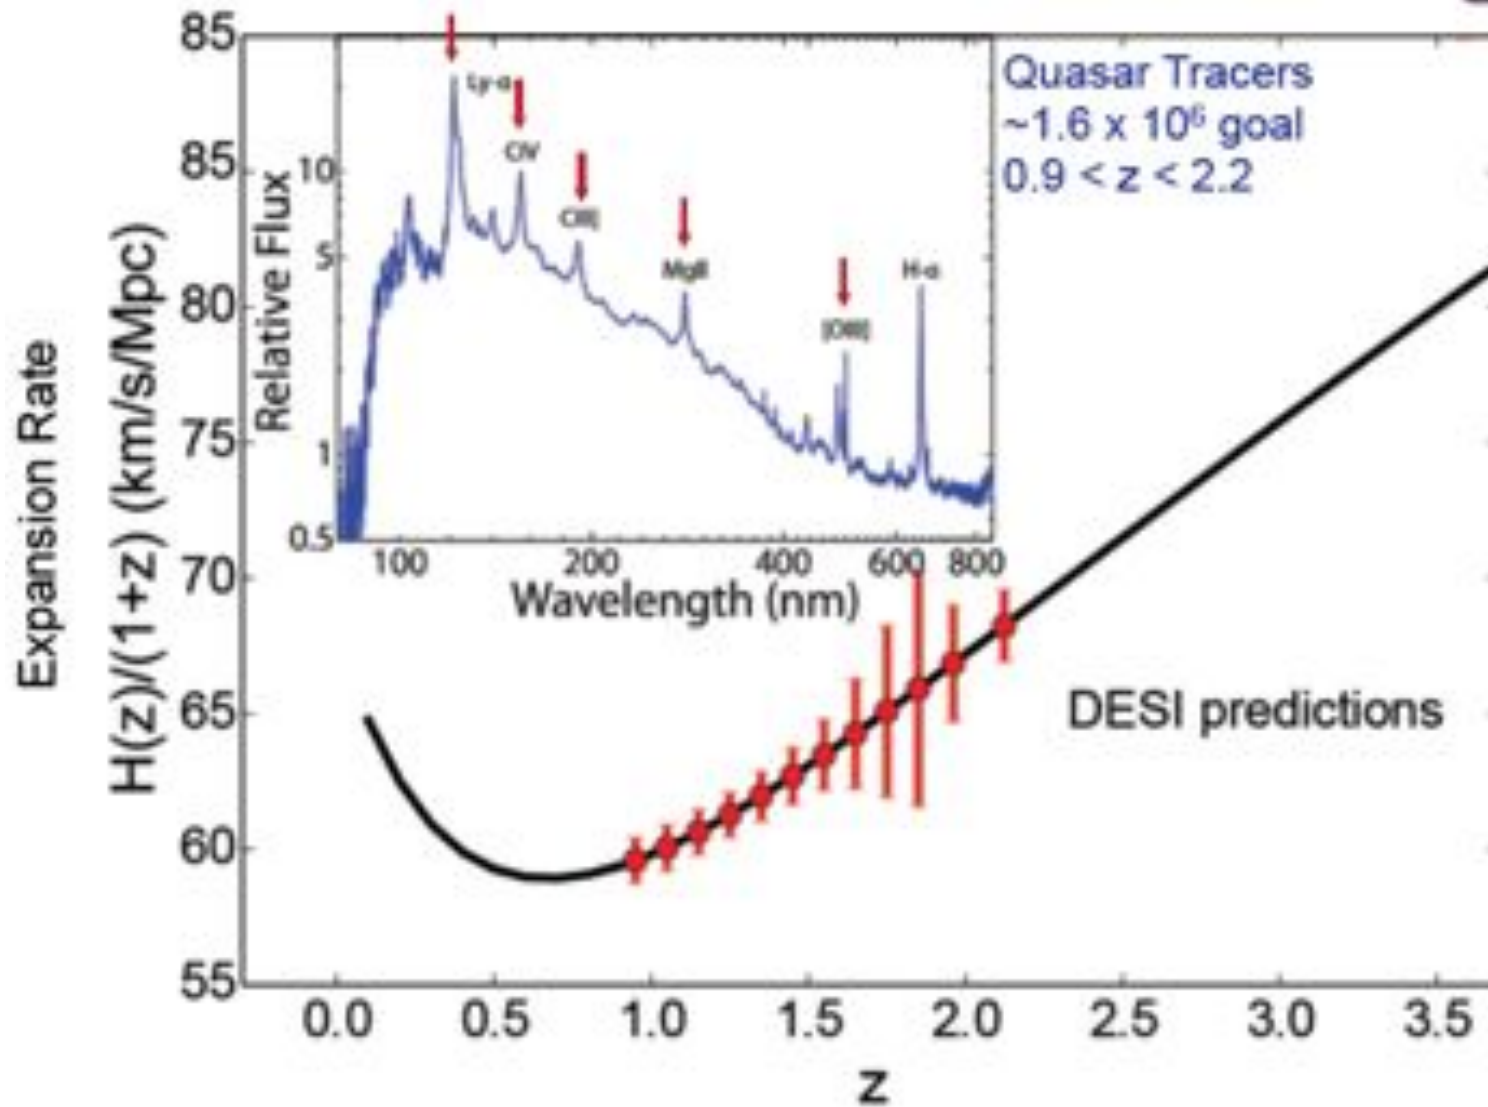 85
85
80
75
70
65
60
55
Expansion Rate
H(z)/(1+z) (km/s/Mpc)
0.0 0.5 1.0 1.5 2.0 2.5 3.0 3.5
z
Relative Flux
10
5
1
0.5
100 200 400 600 800
Wavelength (nm)
Ly-α
CIV
CIII]
MgII
[OIII]
H-α
Quasar Tracers
~1.6 x 10⁶ goal
0.9 < z < 2.2
DESI predictions